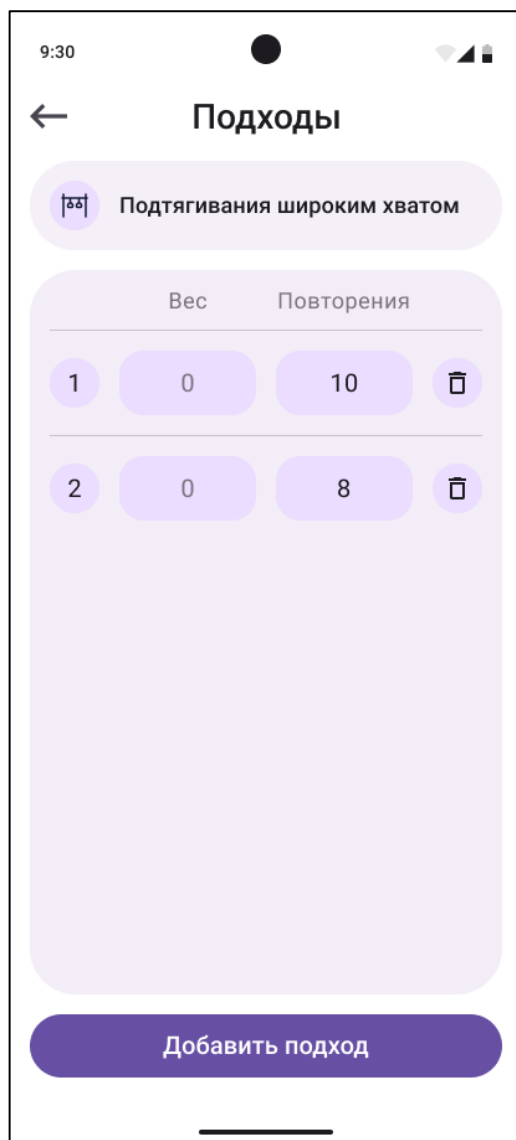 9:30
Подходы
Подтягивания широким хватом
Вес Повторения
1 0 10
2 0 8
Добавить подход